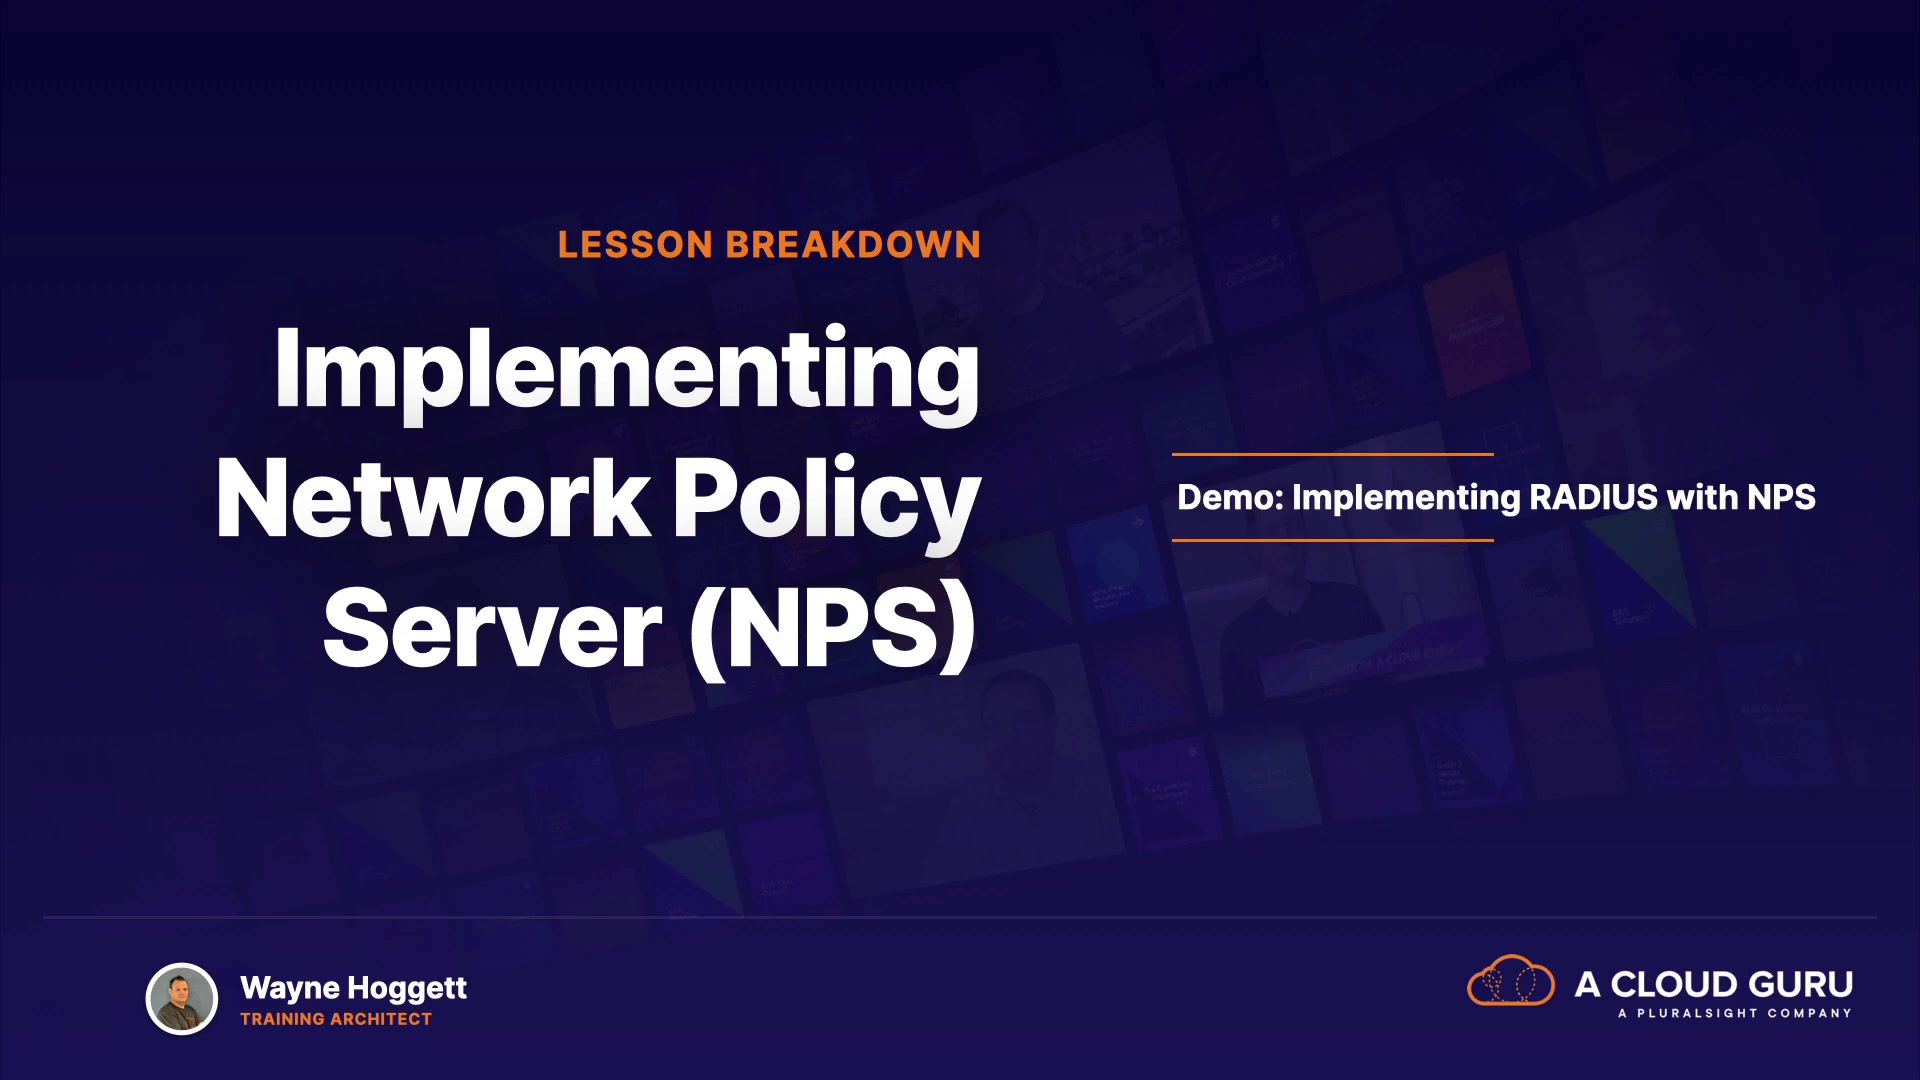 LESSON BREAKDOWN
Implementing
Network Policy
Server (NPS)
Demo: Implementing RADIUS with NPS
Wayne Hoggett
TRAINING ARCHITECT
A CLOUD GURU
A PLURALSIGHT COMPANY